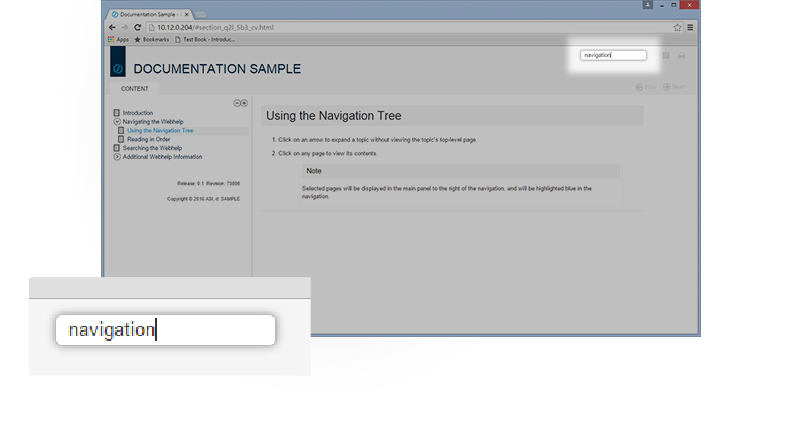 Documentation Sample -
10.12.0.204/#section_q2l_5b3_cv.html
Apps Bookmarks Test Book - Introduc...
navigation
DOCUMENTATION SAMPLE
CONTENT
Prev Next
Introduction
Navigating the Webhelp
Using the Navigation Tree
Reading in Order
Searching the Webhelp
Additional Webhelp Information
Release: 9.1 Revision: 73806
Copyright © 2016 ASI, d: SAMPLE
Using the Navigation Tree
1. Click on an arrow to expand a topic without viewing the topic's top-level page.
2. Click on any page to view its contents.
Note
Selected pages will be displayed in the main panel to the right of the navigation, and will be highlighted blue in the
navigation.
navigation